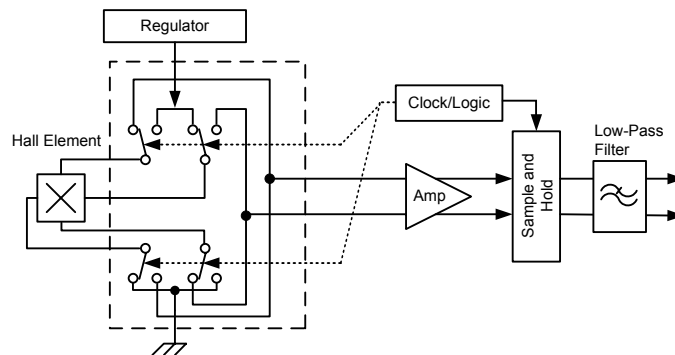 Regulator
Clock/Logic
Hall Element
Low-Pass
Filter
Amp
Sample and
Hold